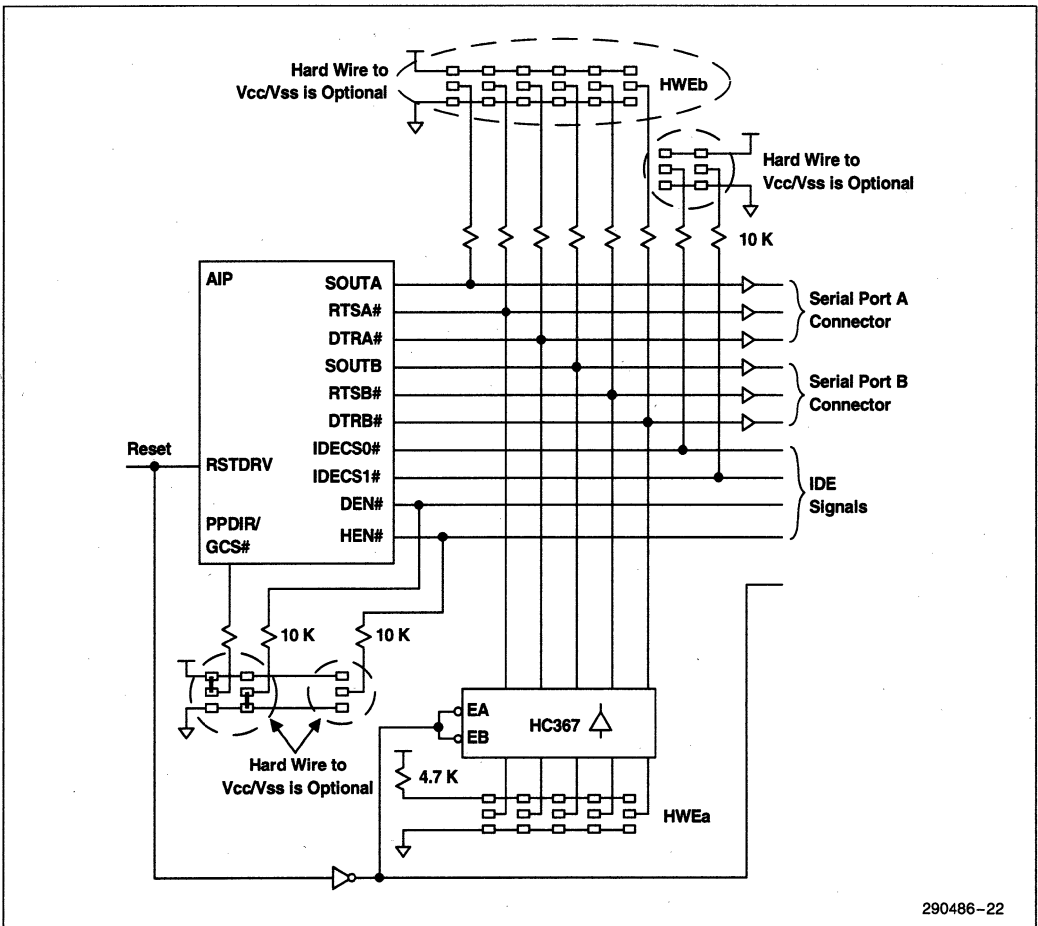 Hard Wire to
Vcc/Vss is Optional
HWEb
Hard Wire to
Vcc/Vss is Optional
10 K
AIP
SOUTA
RTSA#
DTRA#
SOUTB
RTSB#
DTRB#
IDECS0#
IDECS1#
DEN#
HEN#
Serial Port A
Connector
Serial Port B
Connector
IDE
Signals
Reset
RSTDRV
PPDIR/
GCS#
10 K
10 K
Hard Wire to
Vcc/Vss is Optional
EA
EB
HC367
4.7 K
HWEa
290486-22